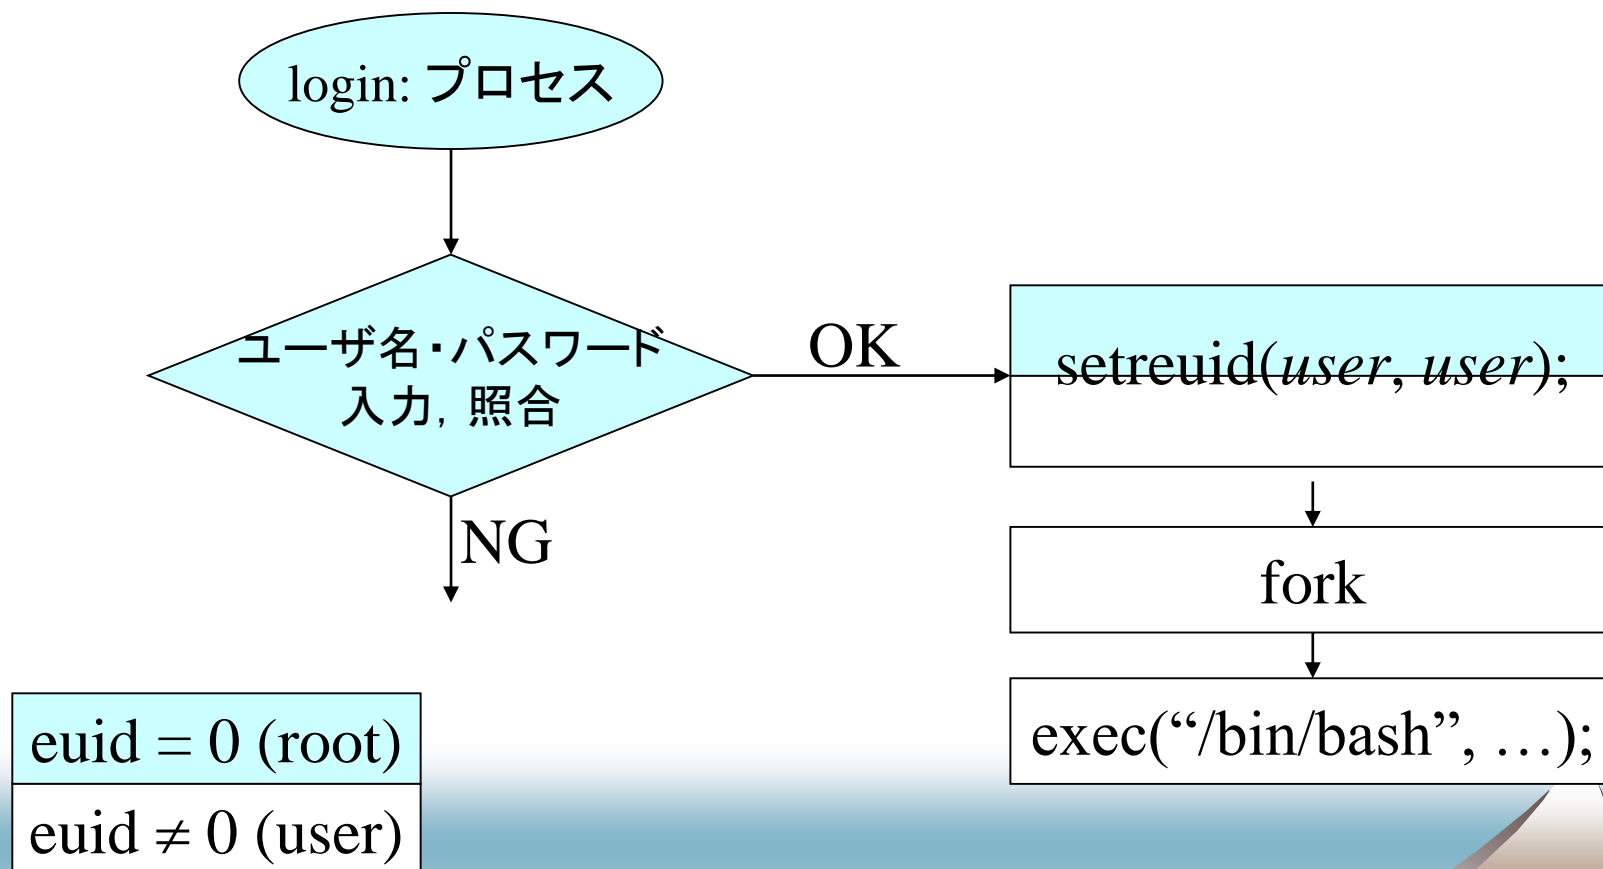 login: プロセス
ユーザ名・パスワード
入力, 照合
OK
NG
setreuid(user, user);
fork
exec(“/bin/bash”, …);
euid = 0 (root)
euid ≠ 0 (user)